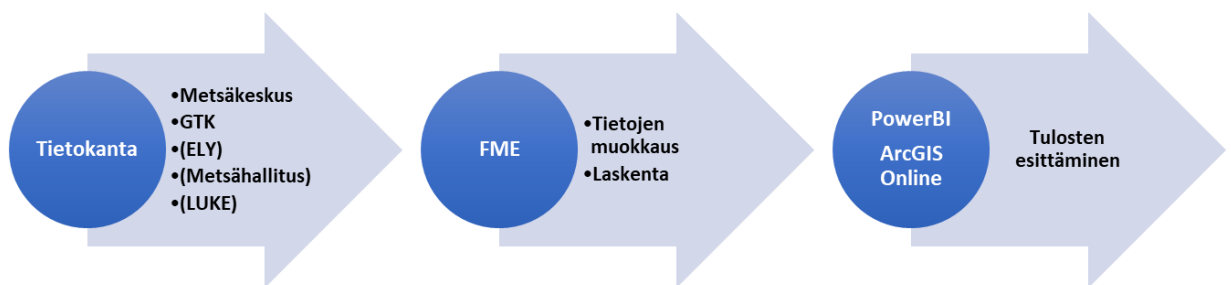 Tietokanta
•Metsäkeskus
•GTK
•(ELY)
•(Metsähallitus)
•(LUKE)
FME
•Tietojen
muokkaus
•Laskenta
PowerBI
ArcGIS
Online
Tulosten
esittäminen